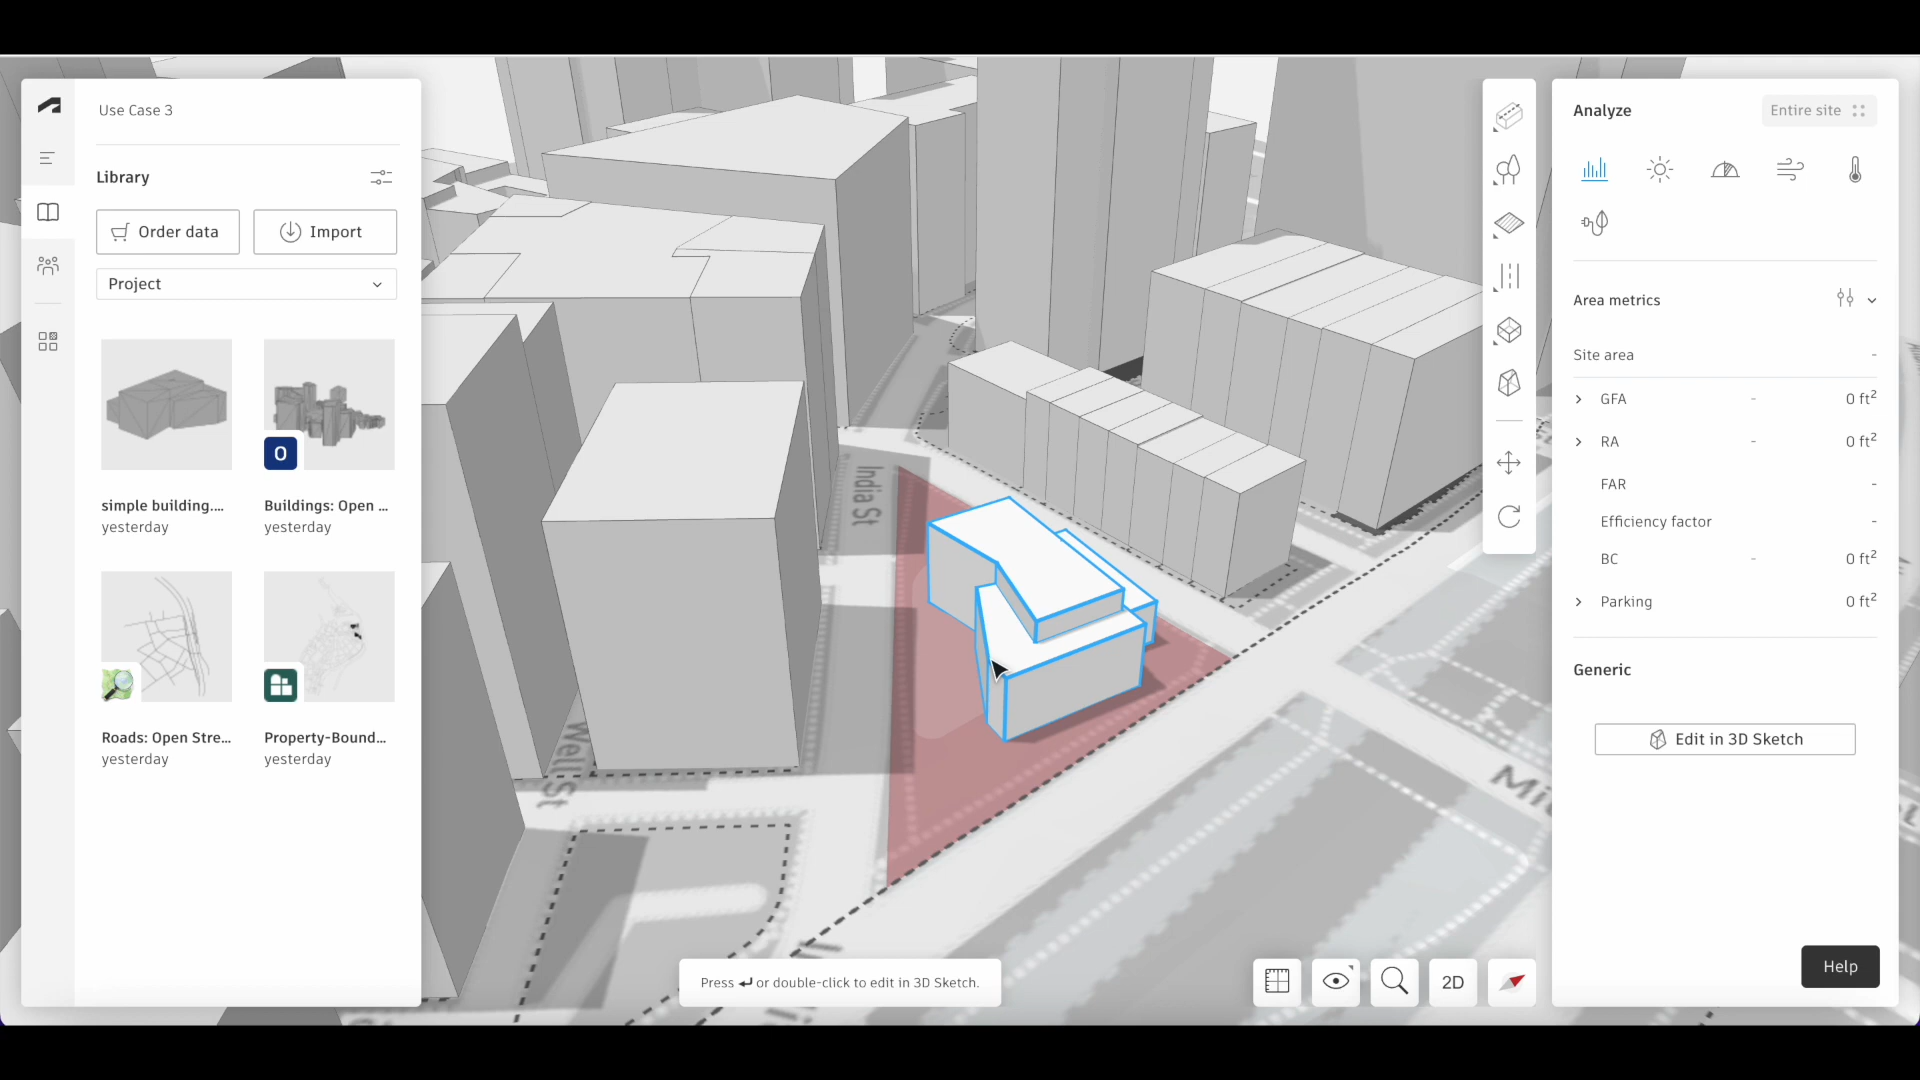 Use Case 3
Library
Order data
Import
Project
simple building....
yesterday
O
Buildings: Open ...
yesterday
Roads: Open Stre...
yesterday
Property-Bound...
yesterday
India St
Well St
Press ↵ or double-click to edit in 3D Sketch.
2D
Analyze
Entire site
Area metrics
Site area -
GFA - 0 ft²
RA - 0 ft²
FAR -
Efficiency factor -
BC - 0 ft²
Parking 0 ft²
Generic
Edit in 3D Sketch
Help